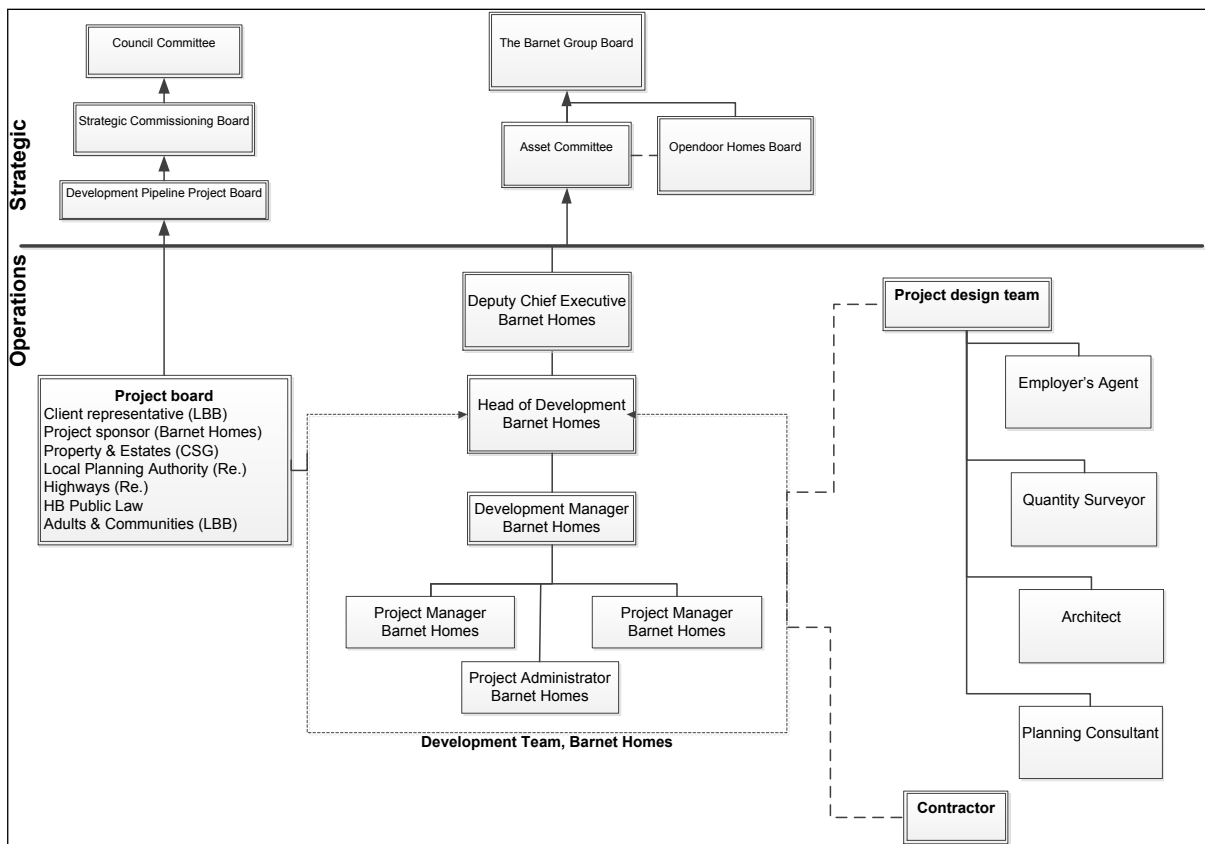 Strategic
Council Committee
Strategic Commissioning Board
Development Pipeline Project Board
The Barnet Group Board
Asset Committee
Opendoor Homes Board
Operations
Deputy Chief Executive
Barnet Homes
Project board
Client representative (LBB)
Project sponsor (Barnet Homes)
Property & Estates (CSG)
Local Planning Authority (Re.)
Highways (Re.)
HB Public Law
Adults & Communities (LBB)
Head of Development
Barnet Homes
Development Manager
Barnet Homes
Project Manager
Barnet Homes
Project Manager
Barnet Homes
Project Administrator
Barnet Homes
Development Team, Barnet Homes
Project design team
Employer’s Agent
Quantity Surveyor
Architect
Planning Consultant
Contractor